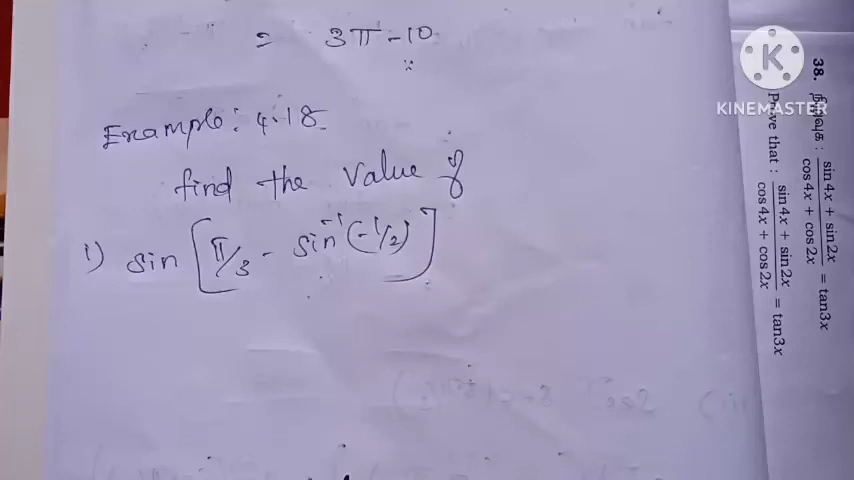 = 3π-10
Example: 4.18
find the value of
i) sin [π/3 - sin⁻¹(-1/2)]
KINEMASTER
38. நிறுவுக : sin 4x + sin 2x / cos 4x + cos 2x = tan3x
Prove that : sin 4x + sin 2x / cos 4x + cos 2x = tan3x